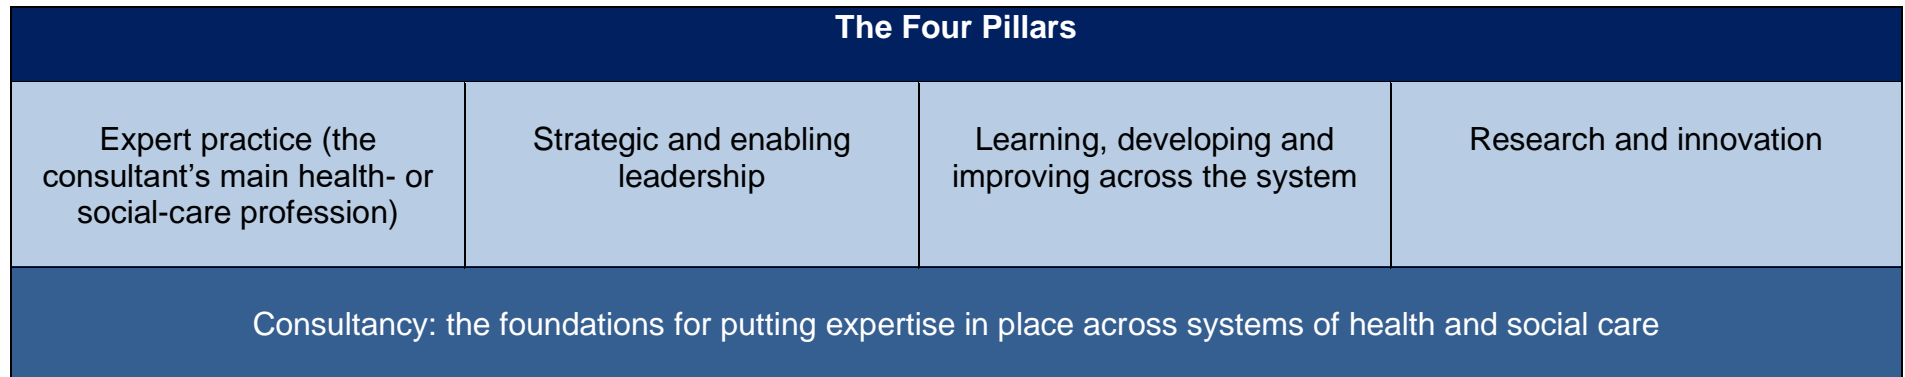 The Four Pillars
Expert practice (the
consultant’s main health- or
social-care profession)
Strategic and enabling
leadership
Learning, developing and
improving across the system
Research and innovation
Consultancy: the foundations for putting expertise in place across systems of health and social care